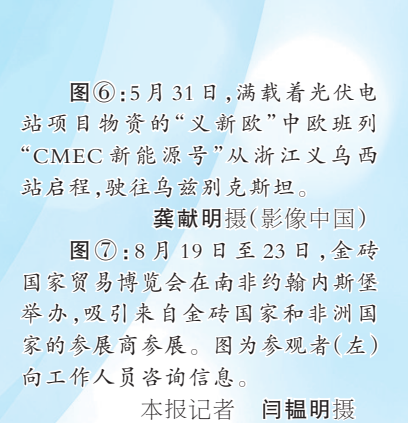 图⑥:5月31日,满载着光伏电
站项目物资的“义新欧”中欧班列
“CMEC新能源号”从浙江义乌西
站启程,驶往乌兹别克斯坦。
龚献明摄(影像中国)
图⑦:8月19日至23日,金砖
国家贸易博览会在南非约翰内斯堡
举办,吸引来自金砖国家和非洲国
家的参展商参展。图为参观者(左)
向工作人员咨询信息。
本报记者 闫韫明摄